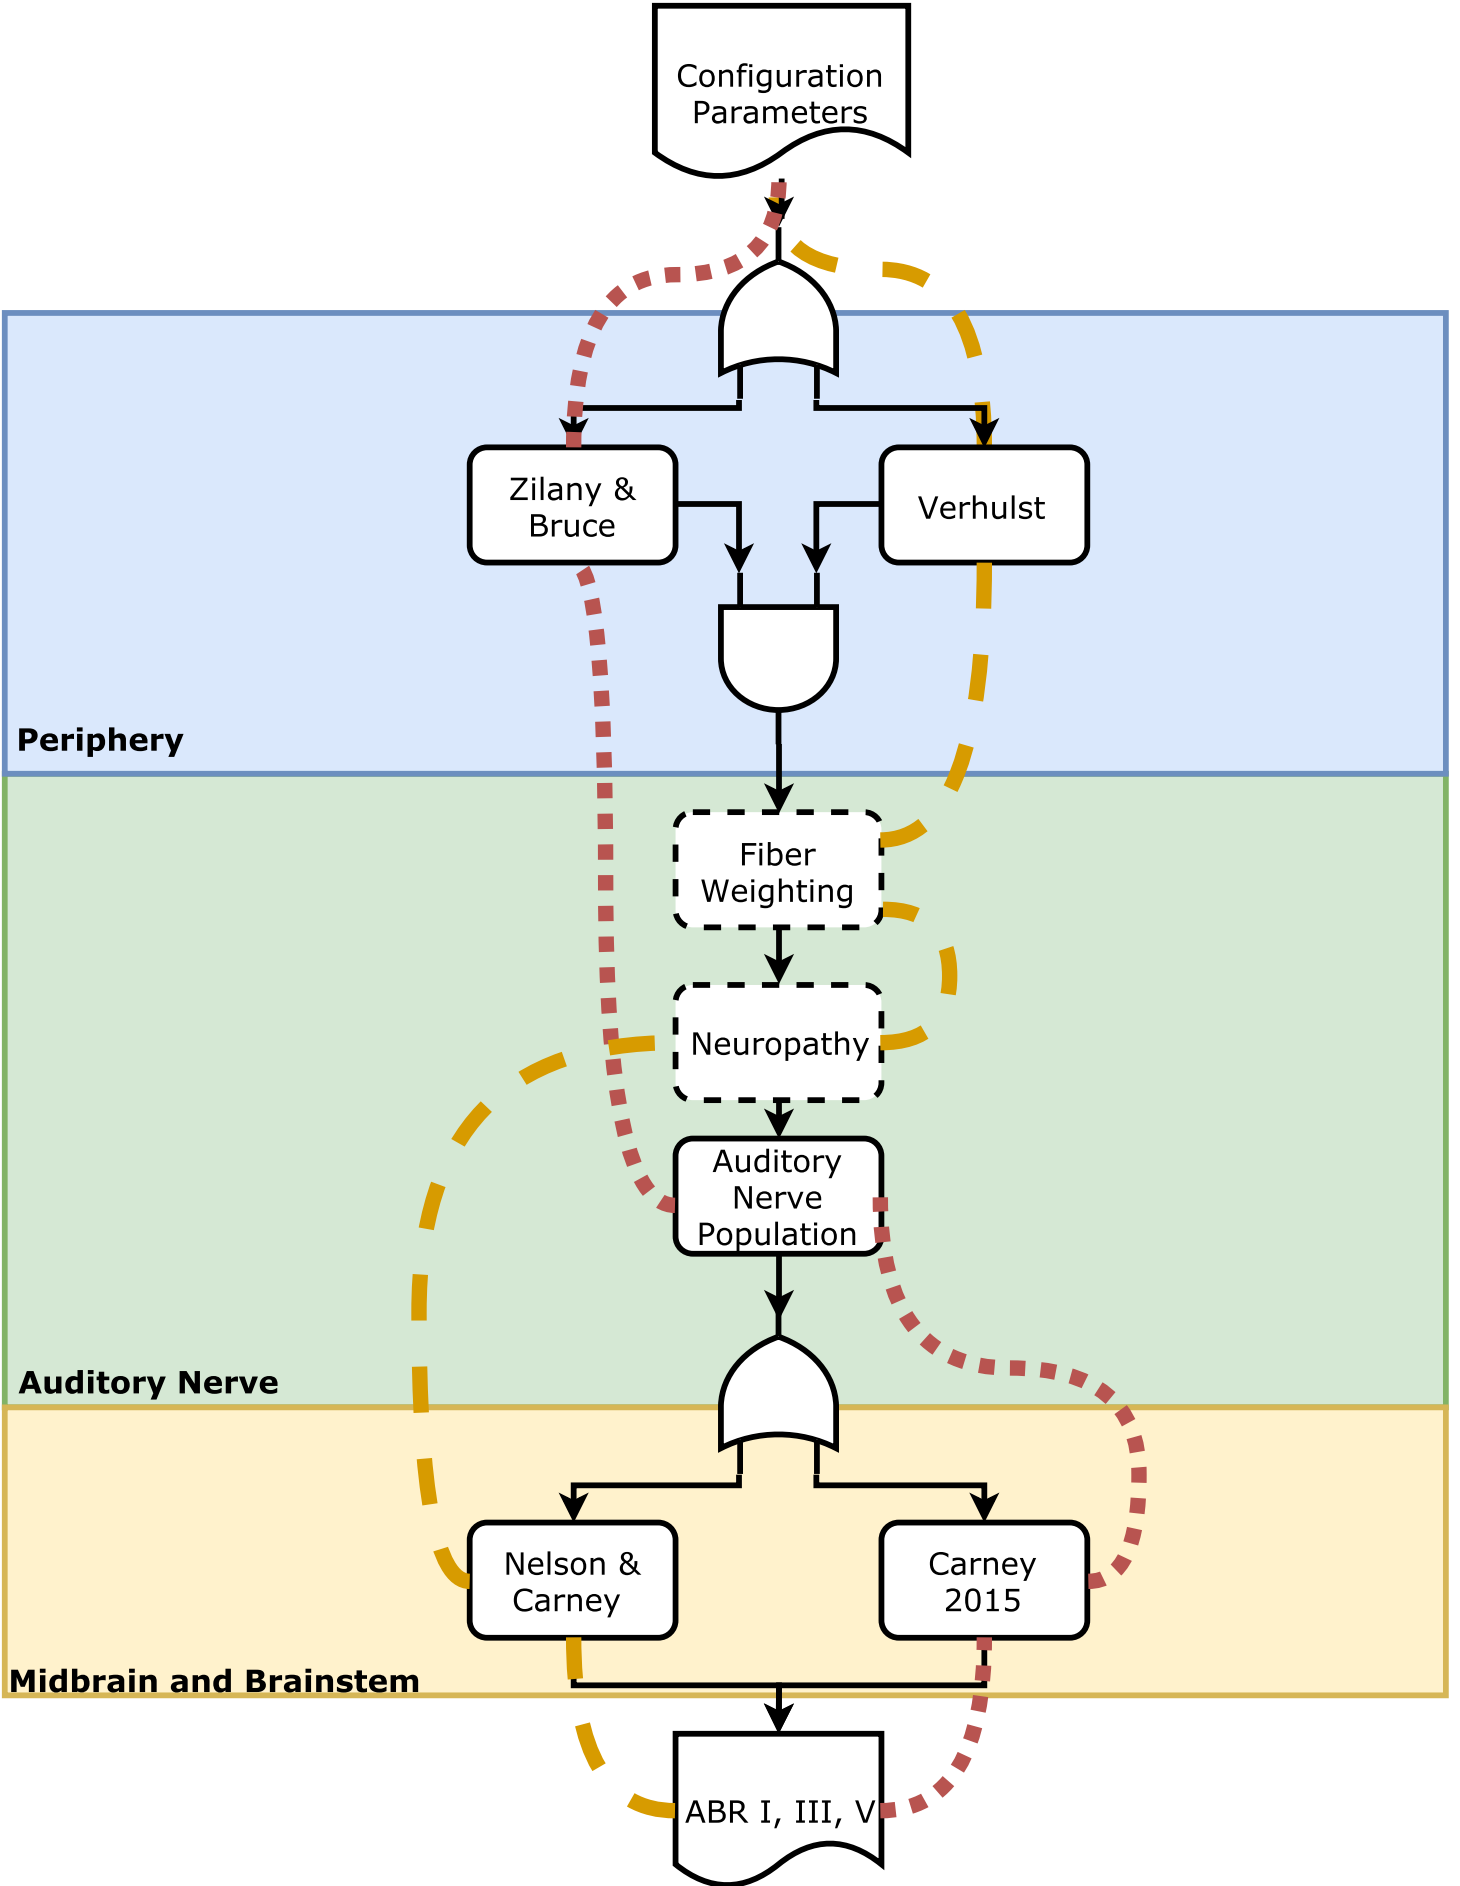 Configuration
Parameters
Zilany &
Bruce
Verhulst
Periphery
Fiber
Weighting
Neuropathy
Auditory
Nerve
Population
Auditory Nerve
Nelson &
Carney
Carney
2015
Midbrain and Brainstem
ABR I, III, V